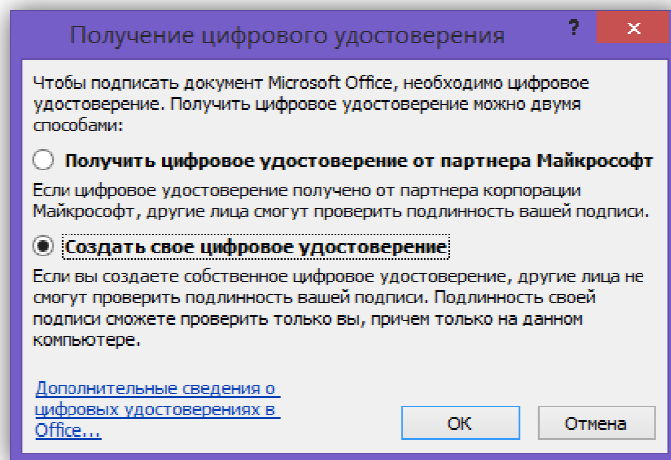 Получение цифрового удостоверения
? x
Чтобы подписать документ Microsoft Office, необходимо цифровое
удостоверение. Получить цифровое удостоверение можно двумя
способами:
Получить цифровое удостоверение от партнера Майкрософт
Если цифровое удостоверение получено от партнера корпорации
Майкрософт, другие лица смогут проверить подлинность вашей подписи.
Создать свое цифровое удостоверение
Если вы создаете собственное цифровое удостоверение, другие лица не
смогут проверить подлинность вашей подписи. Подлинность своей
подписи сможете проверить только вы, причем только на данном
компьютере.
Дополнительные сведения о
цифровых удостоверениях в
Office...
ОК
Отмена